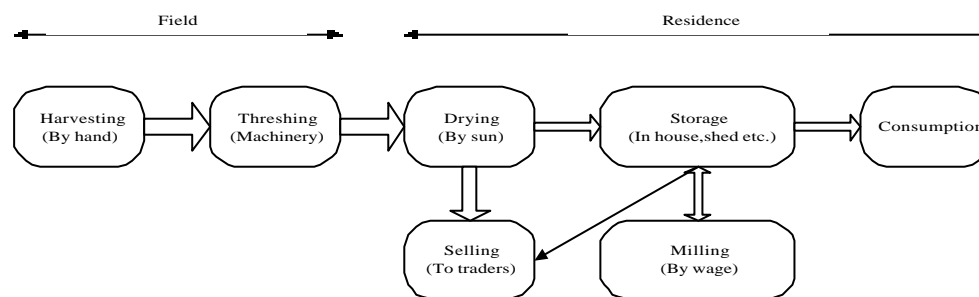 Field
Residence
Harvesting
(By hand)
Threshing
(Machinery)
Drying
(By sun)
Storage
(In house,shed etc.)
Consumption
Selling
(To traders)
Milling
(By wage)